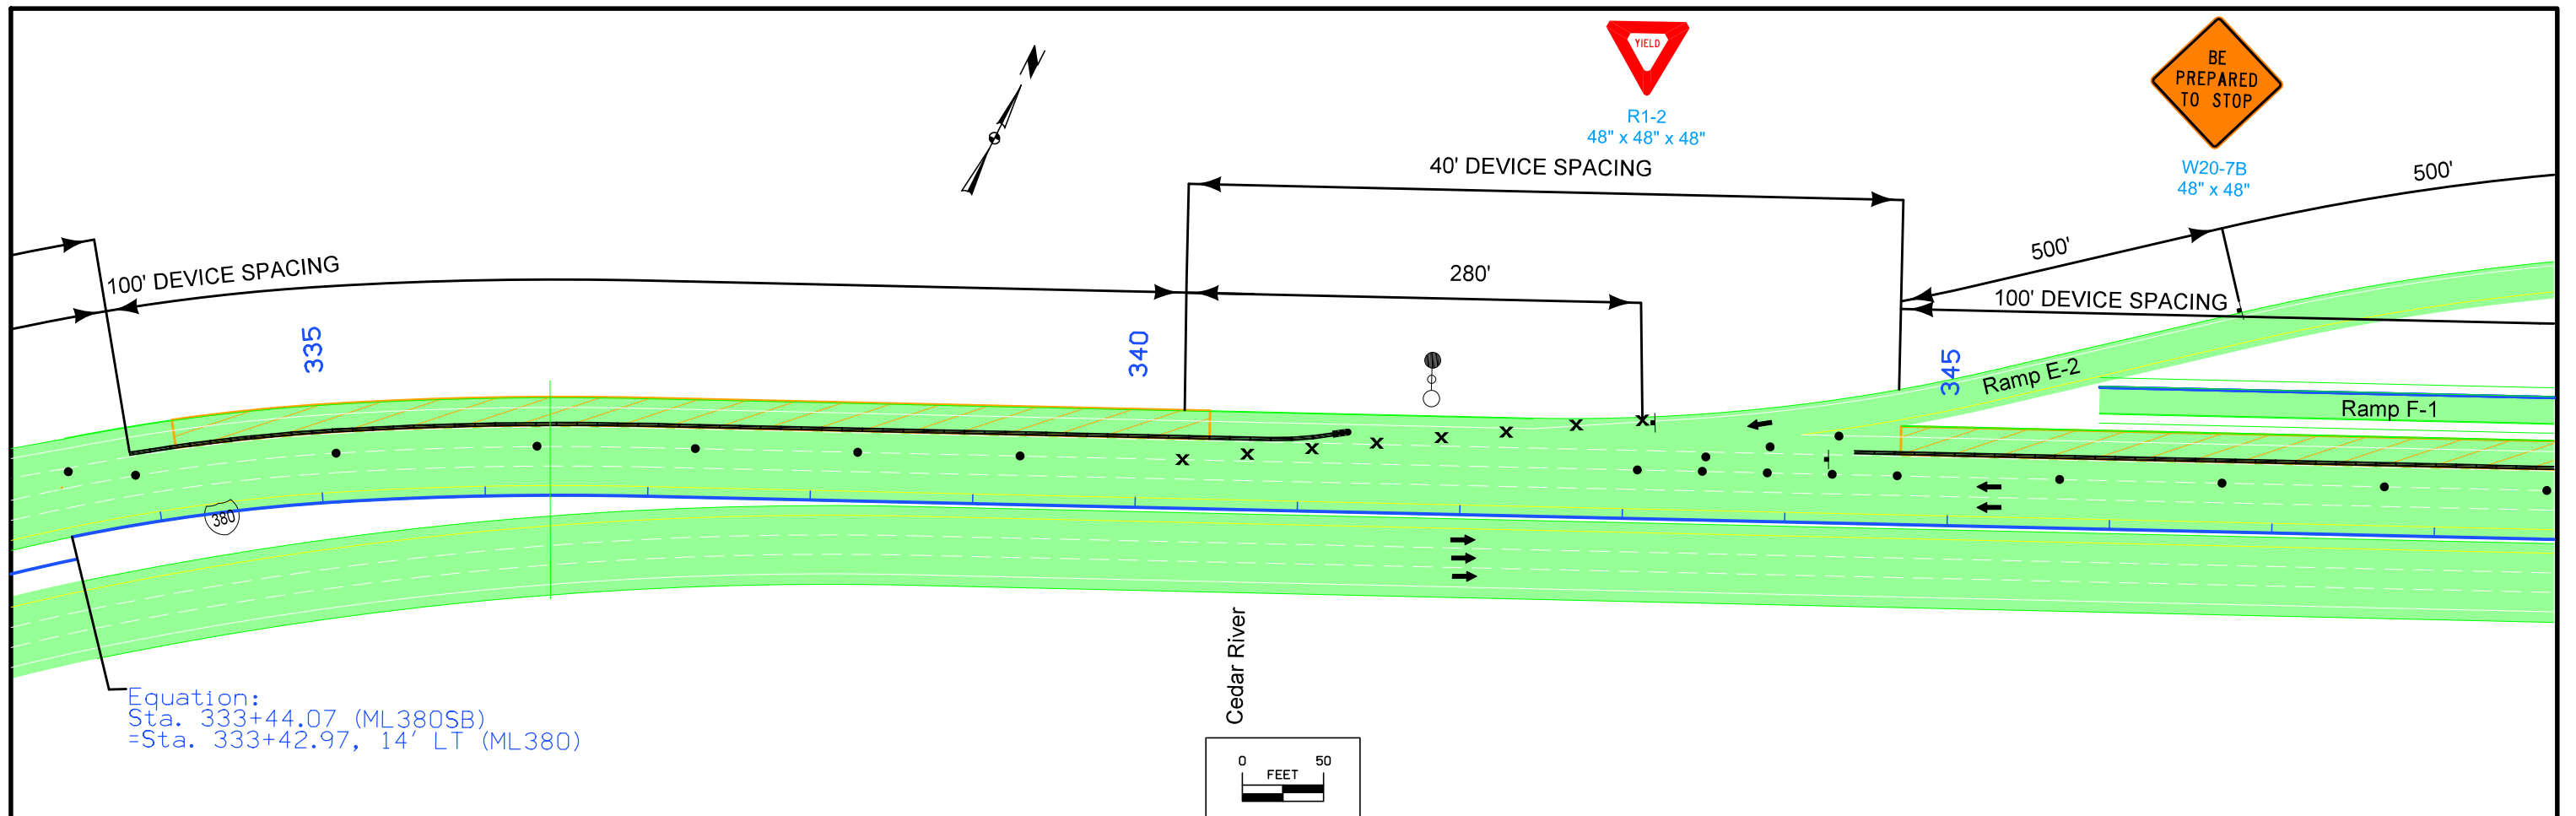 YIELD
R1-2
48" x 48" x 48"
BE
PREPARED
TO STOP
W20-7B
48" x 48"
40' DEVICE SPACING
500'
500'
100' DEVICE SPACING
280'
100' DEVICE SPACING
335
340
345
Ramp E-2
Ramp F-1
380
Cedar River
Equation:
Sta. 333+44.07 (ML380SB)
=Sta. 333+42.97, 14' LT (ML380)
0 50
FEET